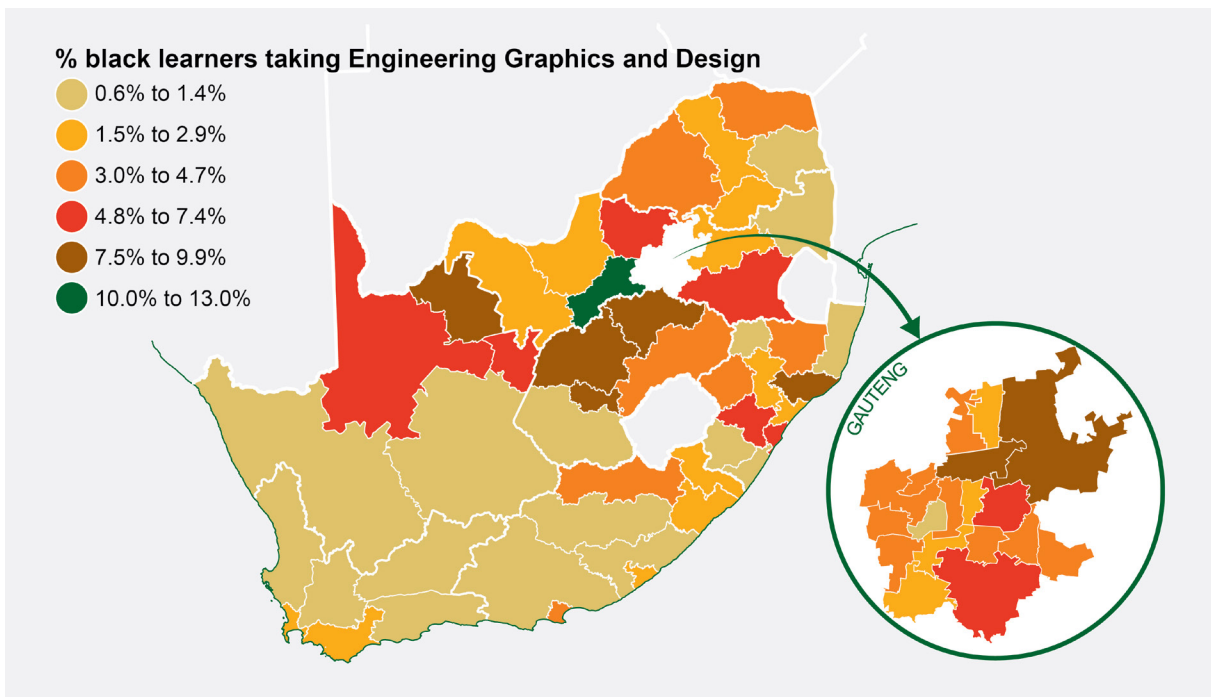 % black learners taking Engineering Graphics and Design
0.6% to 1.4%
1.5% to 2.9%
3.0% to 4.7%
4.8% to 7.4%
7.5% to 9.9%
10.0% to 13.0%
GAUTENG